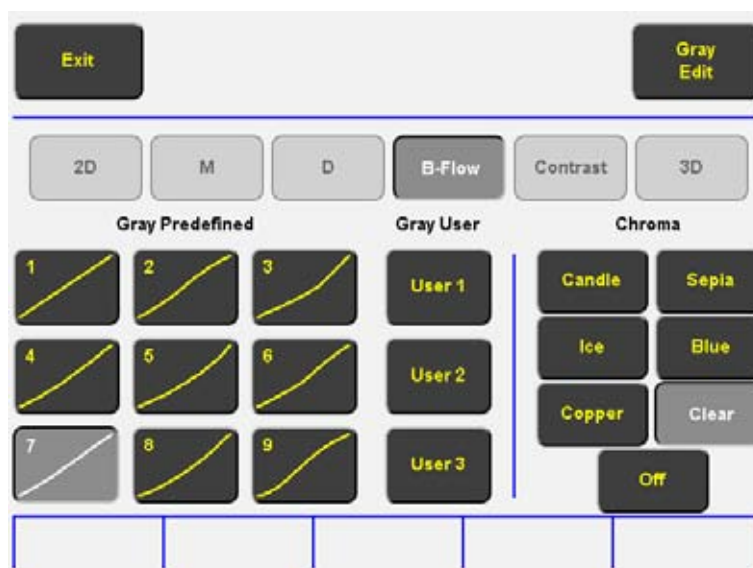 Exit
Gray
Edit
2D M D B-Flow Contrast 3D
Gray Predefined Gray User Chroma
1 2 3 User 1 Candle Sepia
4 5 6 User 2 Ice Blue
7 8 9 User 3 Copper Clear
Off